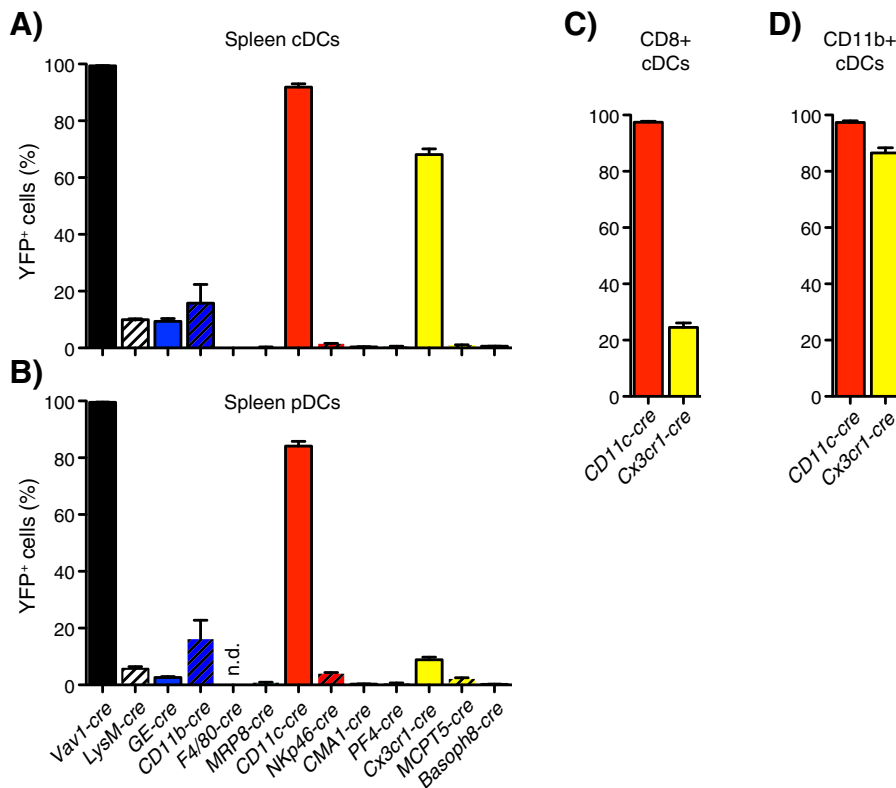 A)
Spleen cDCs
YFP+ cells (%)
100
80
60
40
20
0
B)
Spleen pDCs
YFP+ cells (%)
100
80
60
40
20
0
n.d.
Vav1-cre
LysM-cre
GE-cre
CD11b-cre
F4/80-cre
MRP8-cre
CD11c-cre
NKp46-cre
CMA1-cre
PF4-cre
Cx3cr1-cre
MCPT5-cre
Basoph8-cre
C)
CD8+
cDCs
100
80
60
40
20
0
CD11c-cre
Cx3cr1-cre
D)
CD11b+
cDCs
100
80
60
40
20
0
CD11c-cre
Cx3cr1-cre